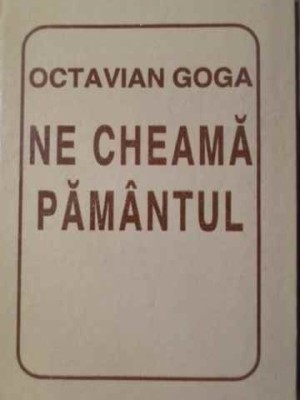 OCTAVIAN GOGA
NE CHEAMĂ
PĂMÂNTUL